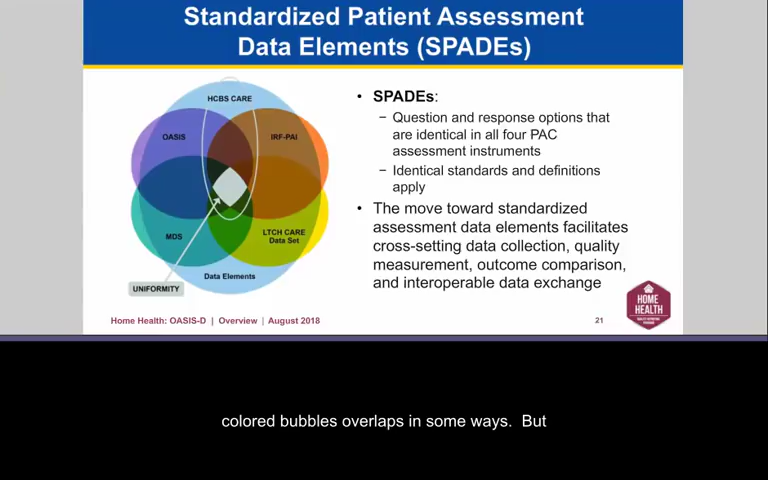 Standardized Patient Assessment
Data Elements (SPADEs)
HCBS CARE
OASIS
IRF-PAI
MDS
LTCH CARE
Data Set
Data Elements
UNIFORMITY
• SPADEs:
− Question and response options that
are identical in all four PAC
assessment instruments
− Identical standards and definitions
apply
• The move toward standardized
assessment data elements facilitates
cross-setting data collection, quality
measurement, outcome comparison,
and interoperable data exchange
Home Health: OASIS-D | Overview | August 2018
21
HOME
HEALTH
colored bubbles overlaps in some ways. But